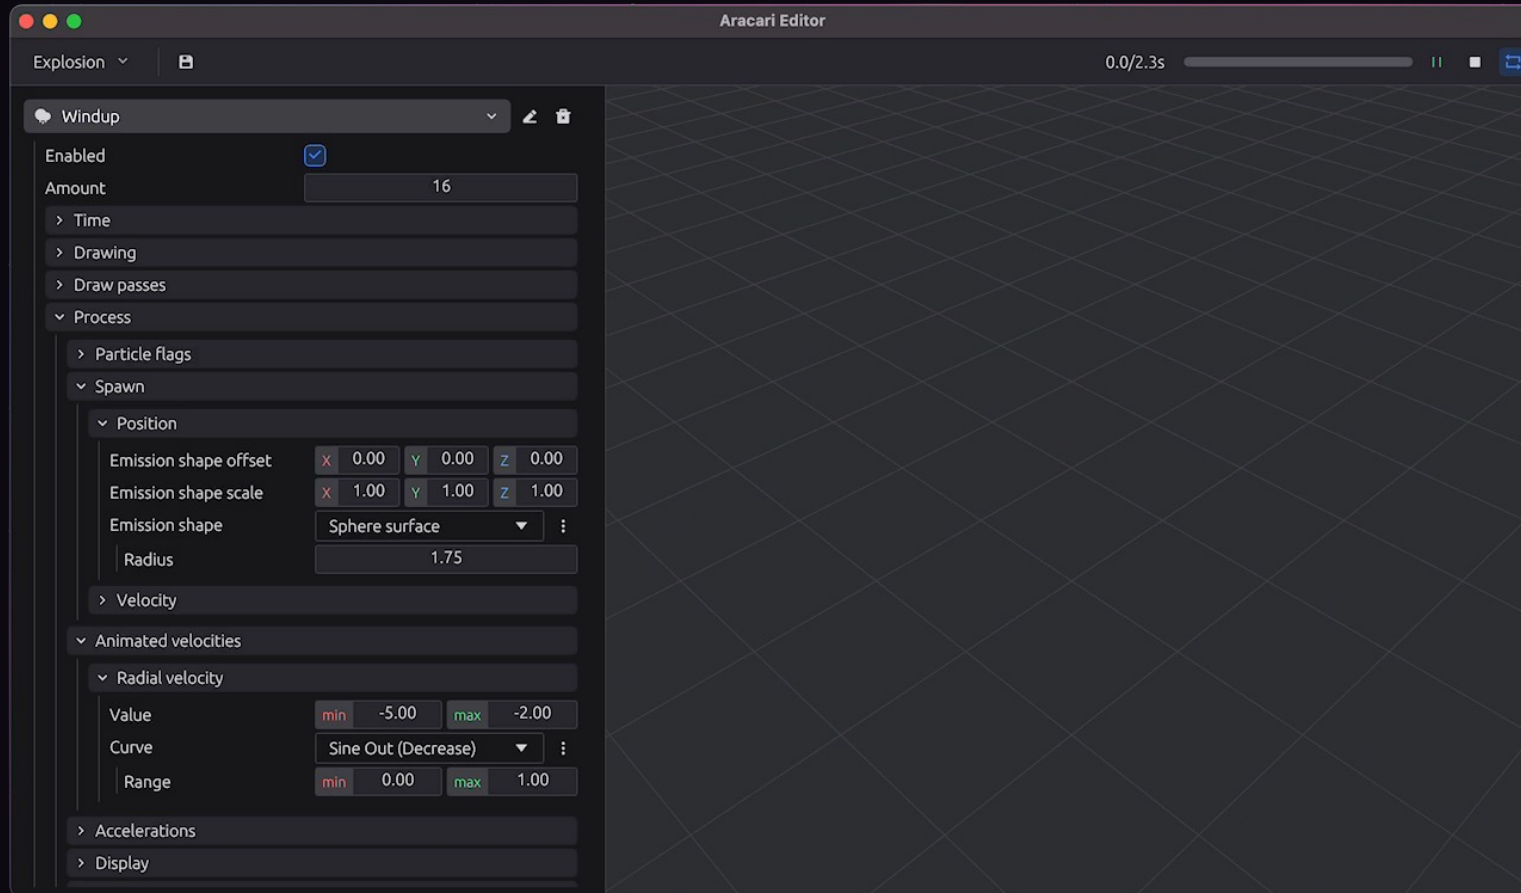 Aracari Editor
Explosion
0.0/2.3s
Windup
Enabled
Amount 16
Time
Drawing
Draw passes
Process
Particle flags
Spawn
Position
Emission shape offset X 0.00 Y 0.00 Z 0.00
Emission shape scale X 1.00 Y 1.00 Z 1.00
Emission shape Sphere surface
Radius 1.75
Velocity
Animated velocities
Radial velocity
Value min -5.00 max -2.00
Curve Sine Out (Decrease)
Range min 0.00 max 1.00
Accelerations
Display